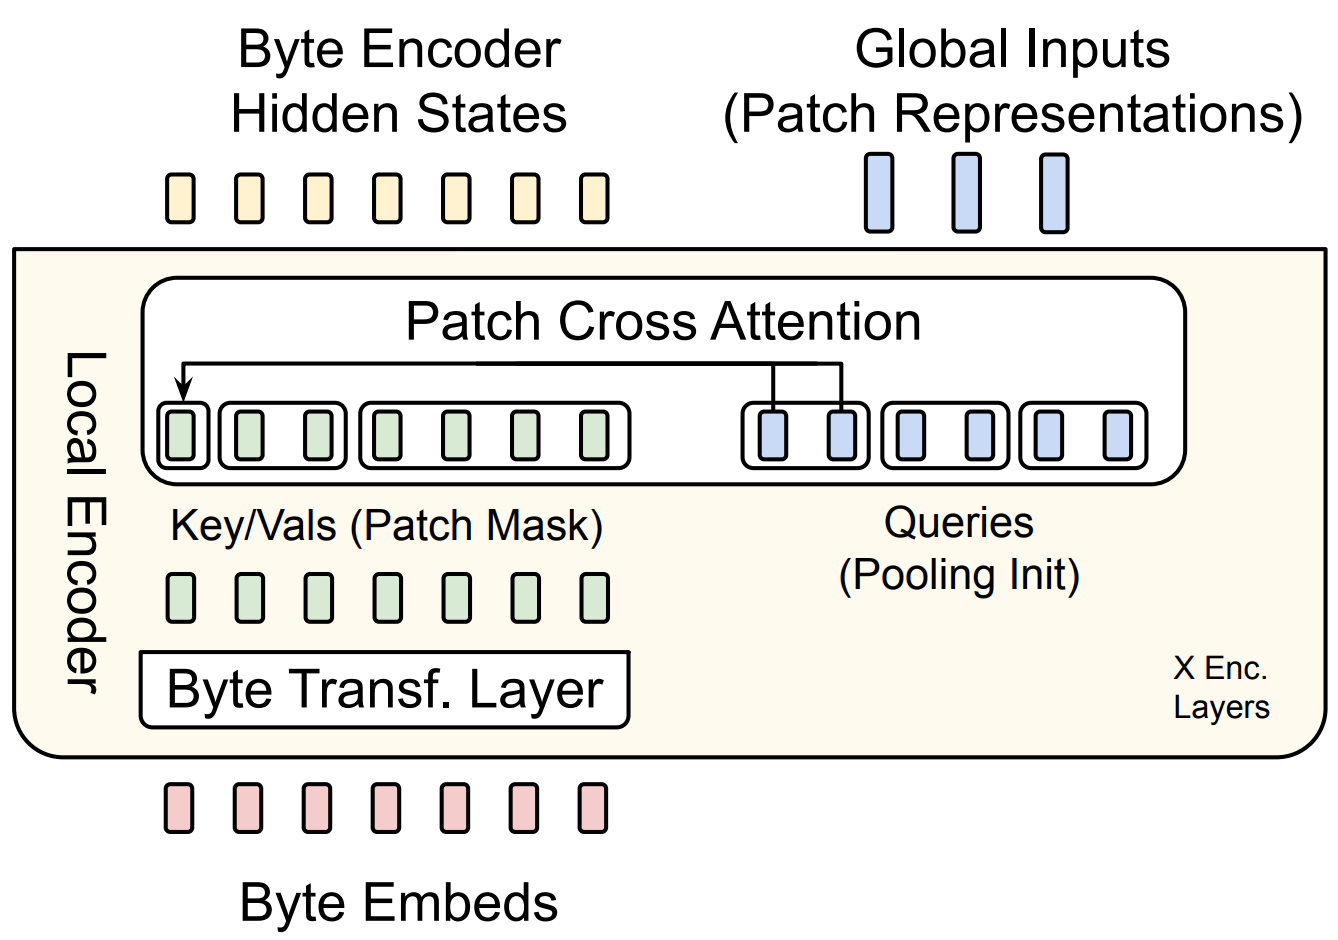 Byte Encoder
Hidden States
Global Inputs
(Patch Representations)
Local Encoder
Patch Cross Attention
Key/Vals (Patch Mask)
Queries
(Pooling Init)
Byte Transf. Layer
X Enc.
Layers
Byte Embeds